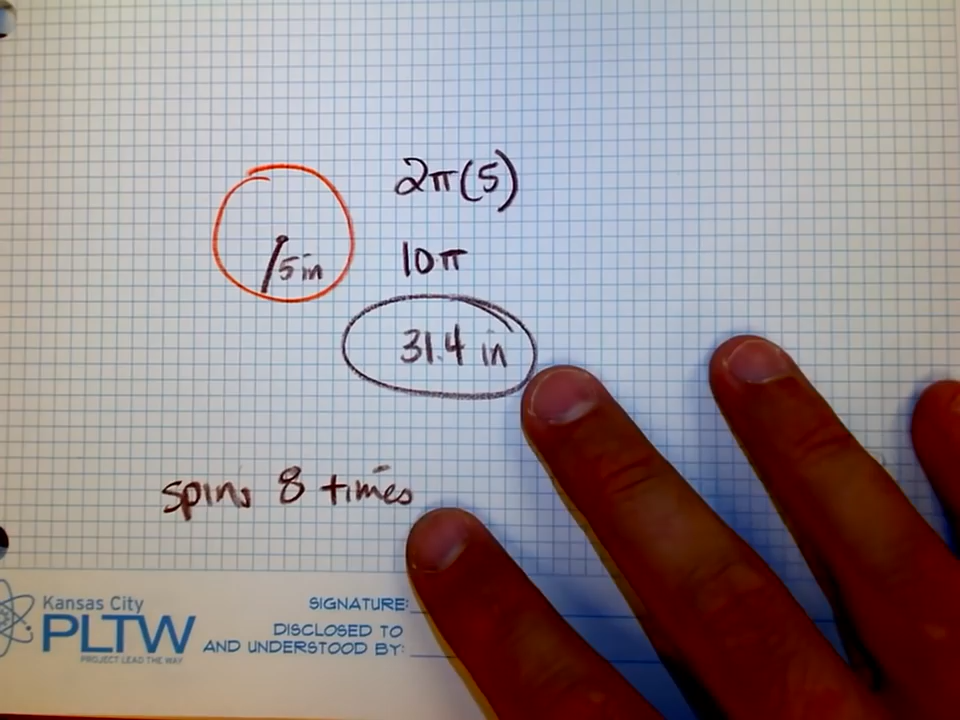 2π(5)
5in
10π
31.4 in
spins 8 times
Kansas City
PLTW
PROJECT LEAD THE WAY
SIGNATURE:
DISCLOSED TO
AND UNDERSTOOD BY: